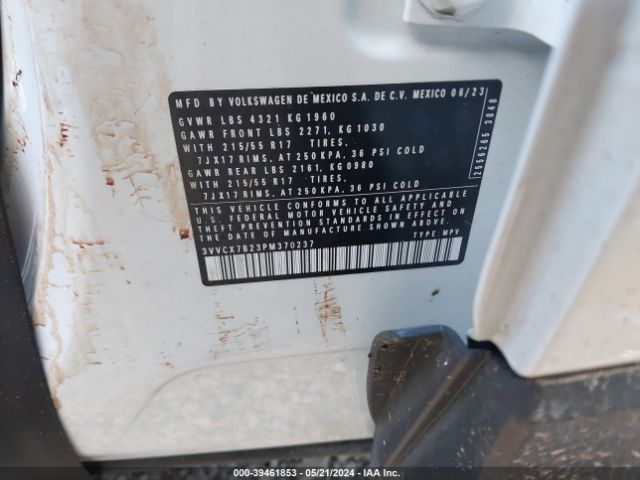 MFD BY VOLKSWAGEN DE MEXICO S.A. DE C.V. MEXICO 06/23
GVWR LBS 4321 KG 1960
GAWR FRONT LBS 2271, KG 1030
WITH 215/55 R17 TIRES.
7JX17 RIMS. AT 250KPA, 36 PSI COLD
GAWR REAR LBS 2161, KG 0980
WITH 215/55 R17 TIRES.
7JX17 RIMS. AT 250KPA, 36 PSI COLD
THIS VEHICLE CONFORMS TO ALL APPLICABLE
U.S. FEDERAL MOTOR VEHICLE SAFETY AND
THEFT PREVENTION STANDARDS IN EFFECT ON
THE DATE OF MANUFACTURE SHOWN ABOVE.
3VVCX7B23PM370237 TYPE: MPV
2556265 3848
000-39461853 - 05/21/2024 - IAA Inc.